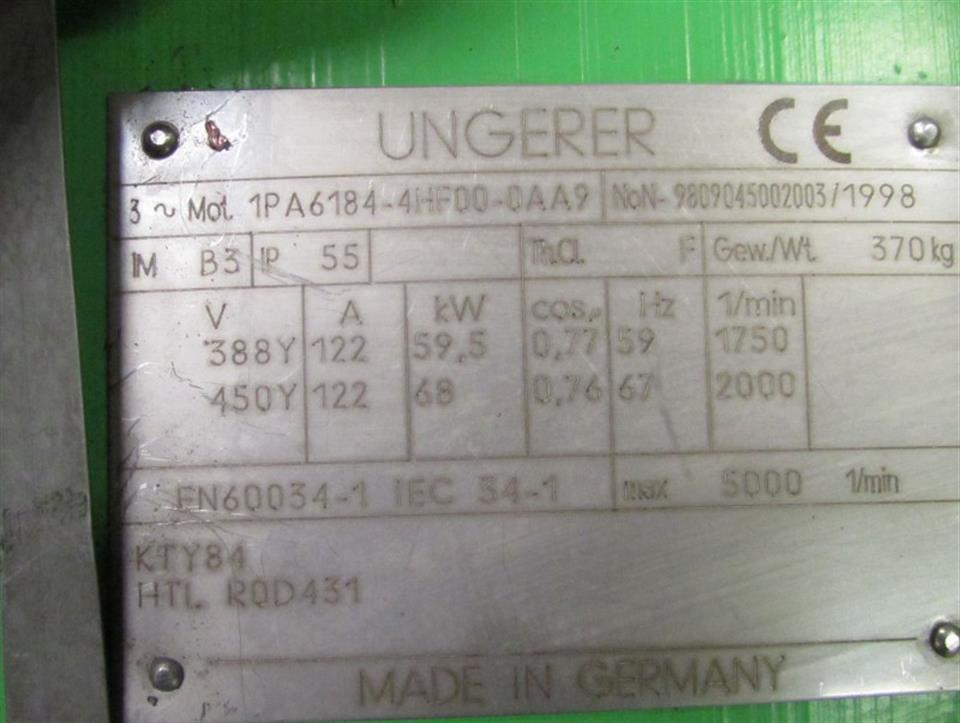 UNGERER CE
3 ~ Mot. 1PA6184-4HF00-0AA9 NoN- 9809045002003/1998
IM B3 IP 55 Th.Cl. F Gew./Wt. 370 kg
V A kW cosφ Hz 1/min
388Y 122 59,5 0,77 59 1750
450Y 122 68 0,76 67 2000
EN60034-1 IEC 34-1 max 5000 1/min
KTY84
HTL ROD431
MADE IN GERMANY